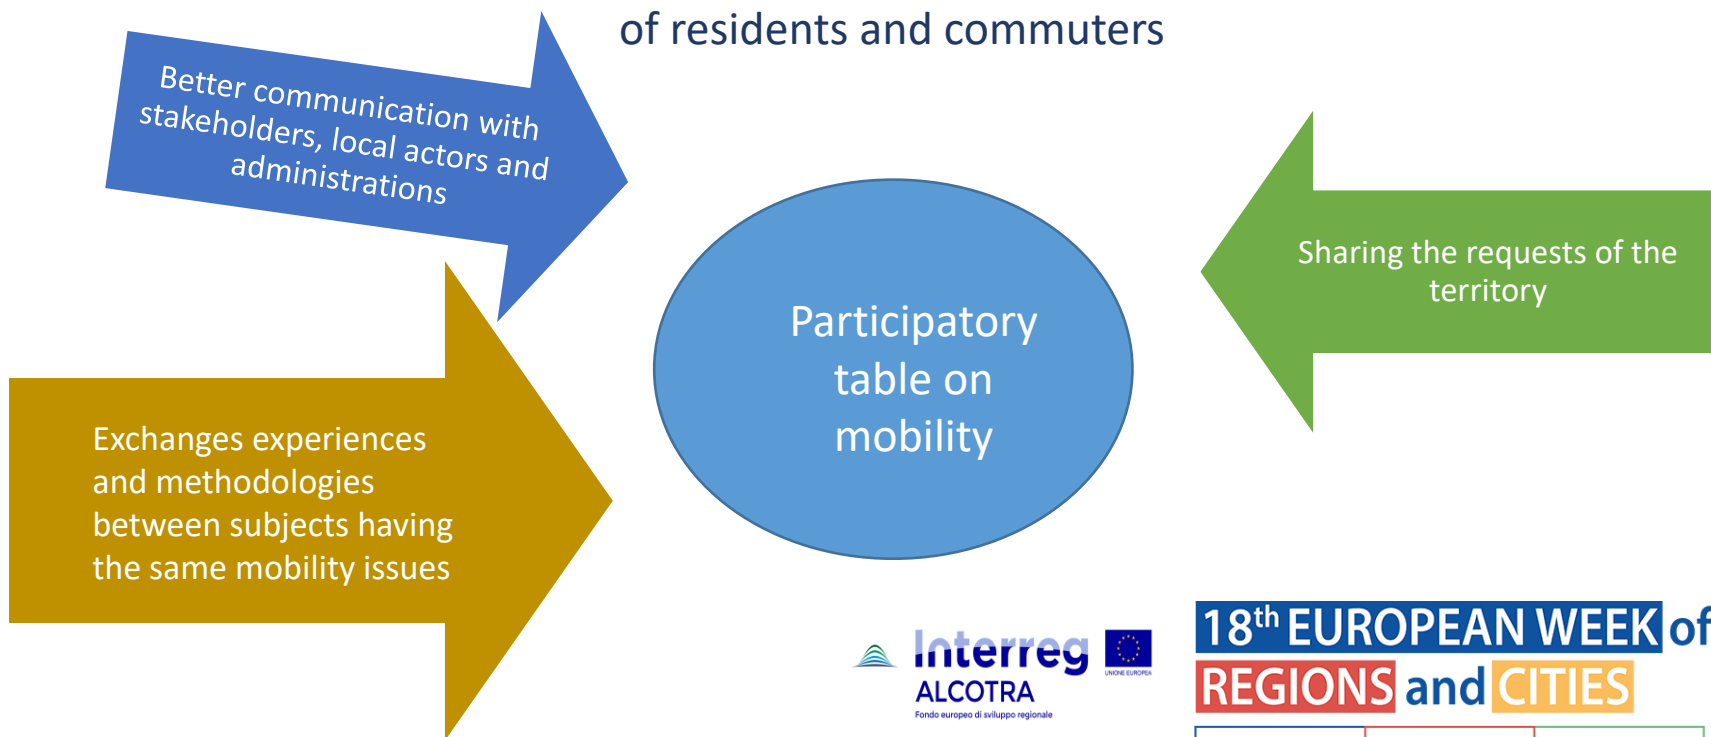 of residents and commuters
Better communication with
stakeholders, local actors and
administrations
Sharing the requests of the
territory
Participatory
table on
mobility
Exchanges experiences
and methodologies
between subjects having
the same mobility issues
Interreg
UNIONE EUROPEA
ALCOTRA
Fondo europeo di sviluppo regionale
18th EUROPEAN WEEK of
REGIONS and CITIES